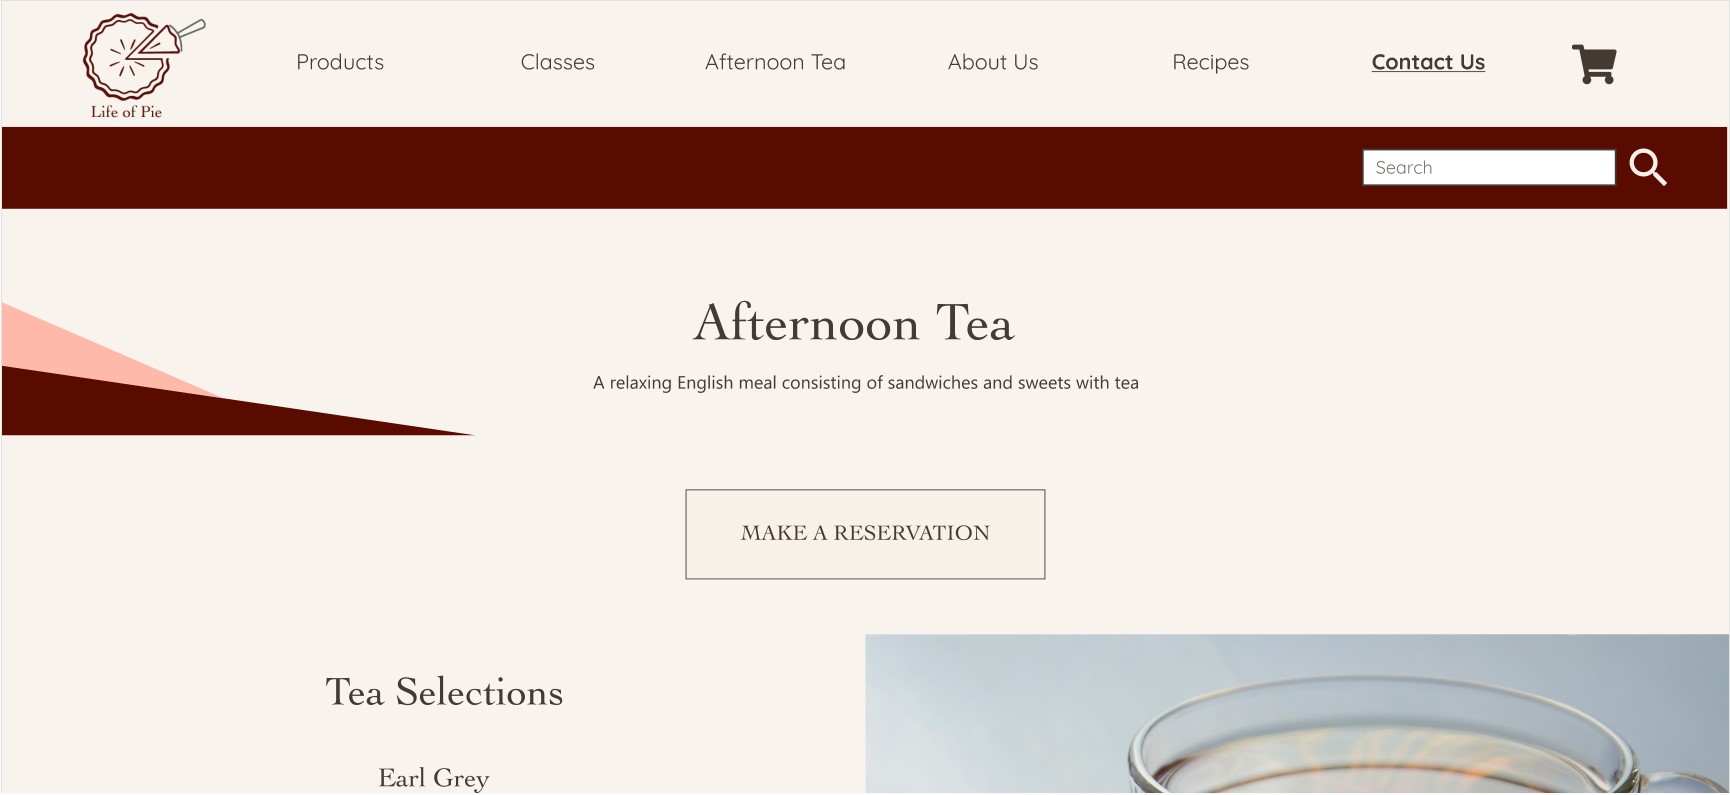 Life of Pie
Products Classes Afternoon Tea About Us Recipes Contact Us
Search
Afternoon Tea
A relaxing English meal consisting of sandwiches and sweets with tea
MAKE A RESERVATION
Tea Selections
Earl Grey